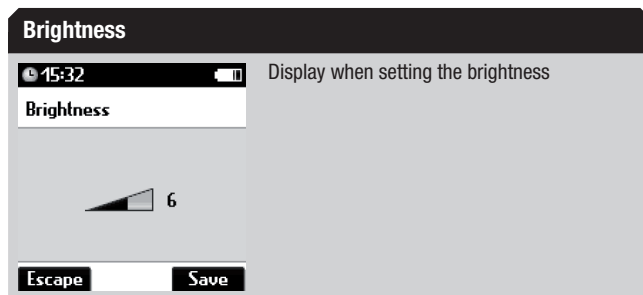 Brightness
15:32
Display when setting the brightness
Brightness
6
Escape Save